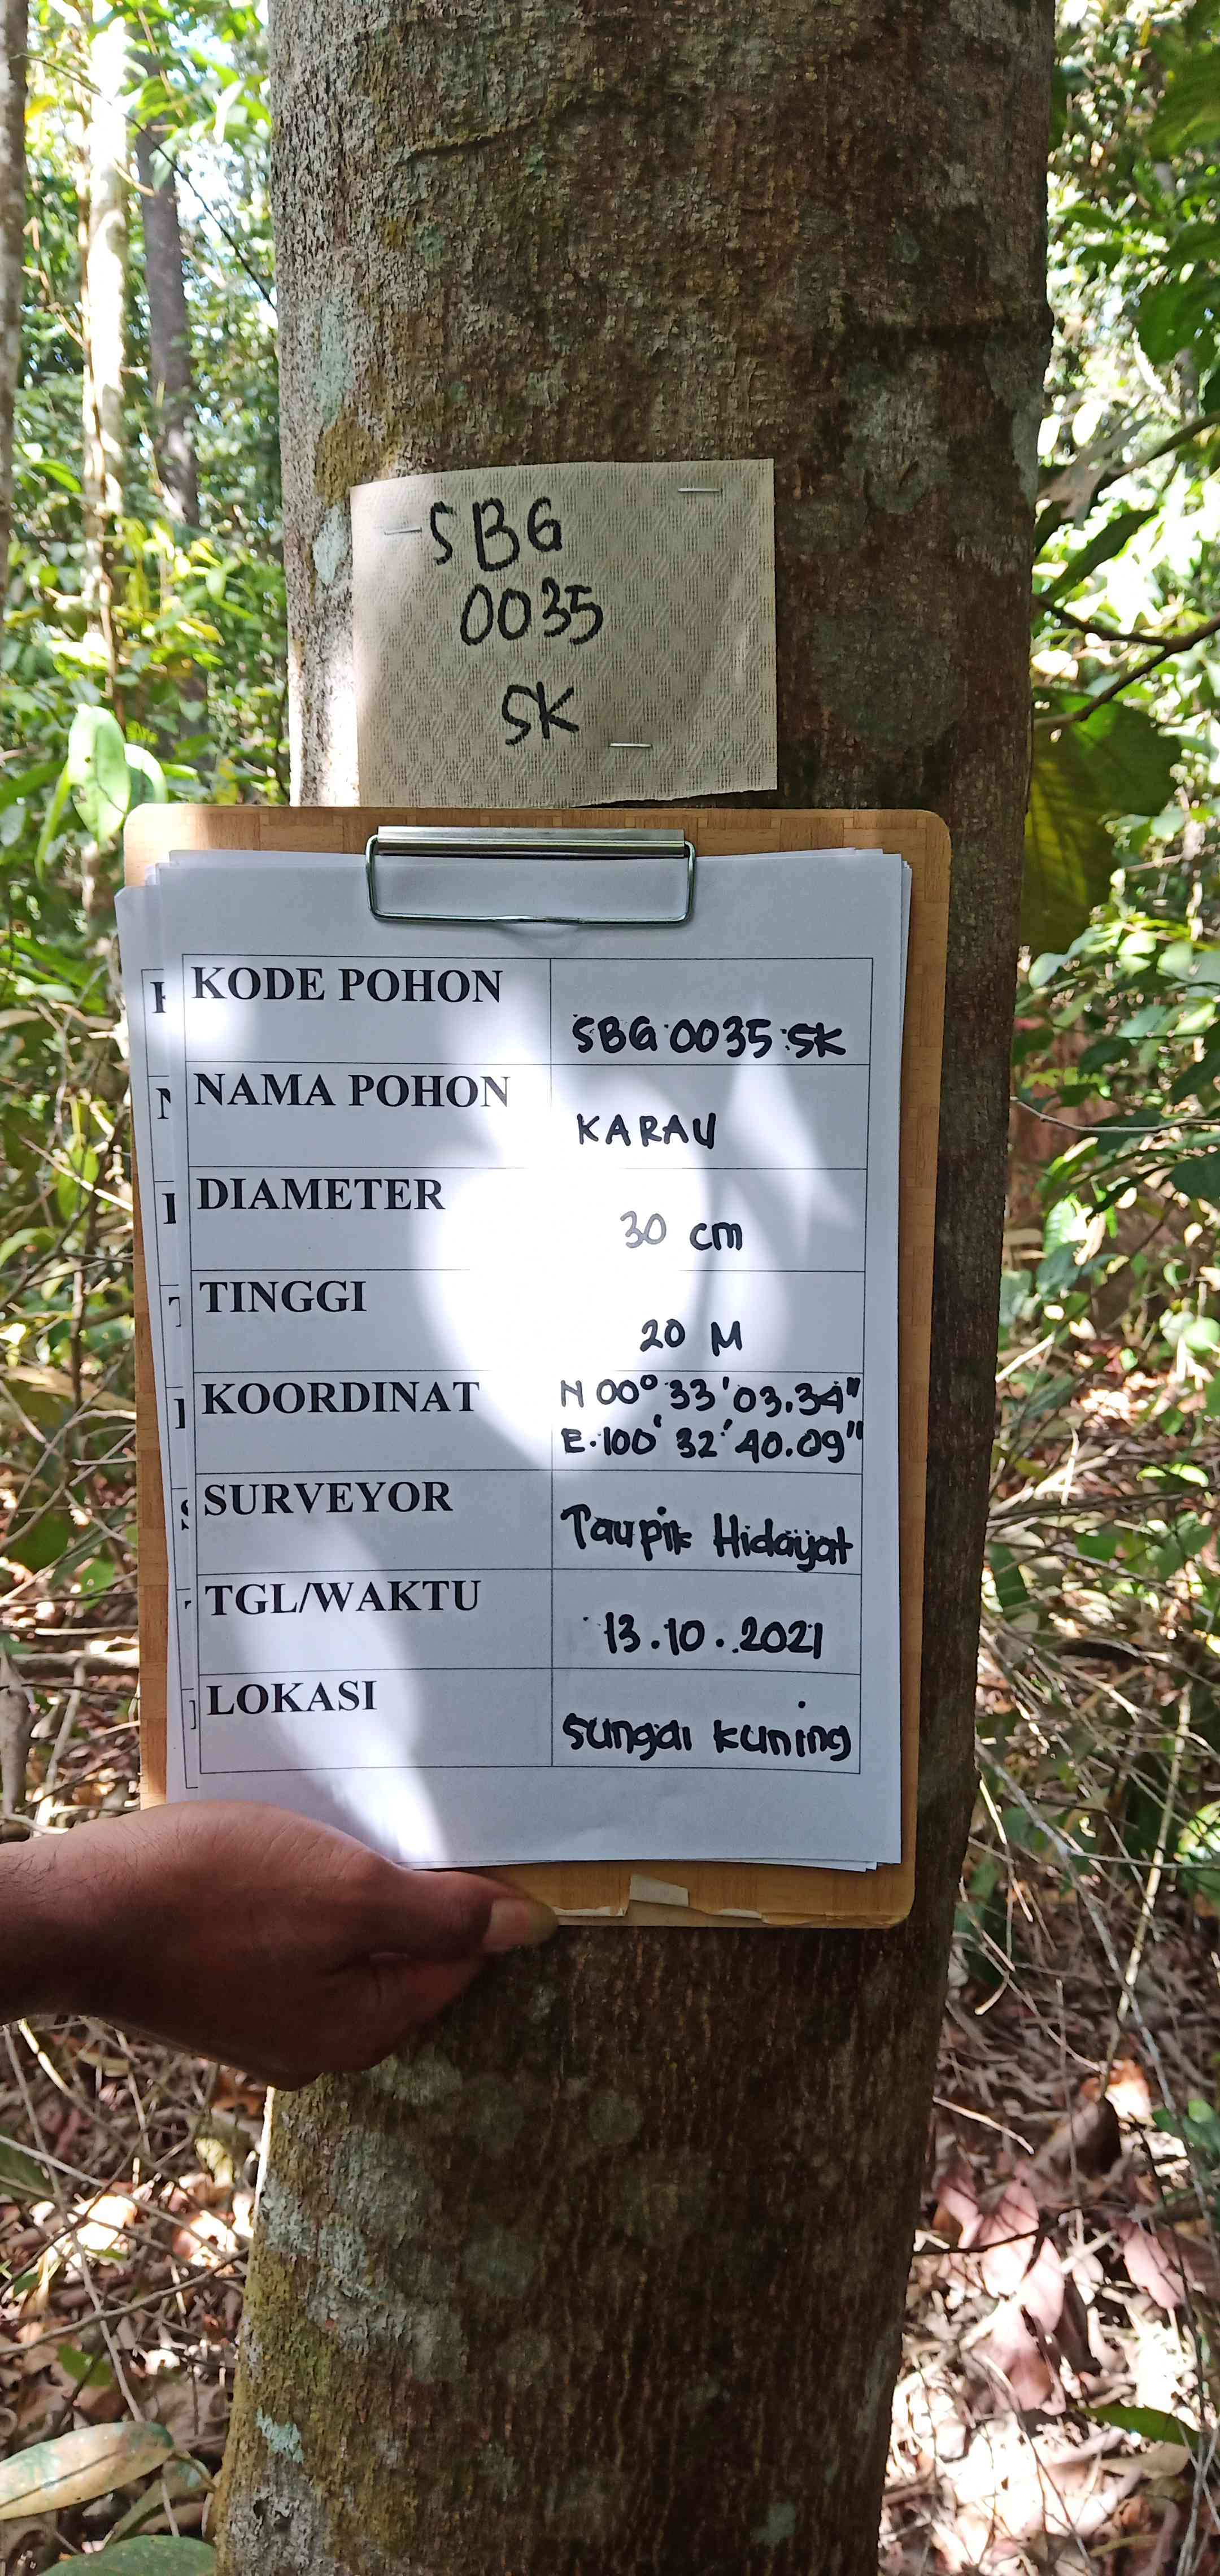 SBG
0035
SK
KODE POHON
SBG 0035 SK
NAMA POHON
KARAU
DIAMETER
30 cm
TINGGI
20 M
KOORDINAT
N 00° 33' 03.34"
E. 100' 32' 40.09"
SURVEYOR
Taupik Hidayat
TGL/WAKTU
13.10.2021
LOKASI
Sungai kuning